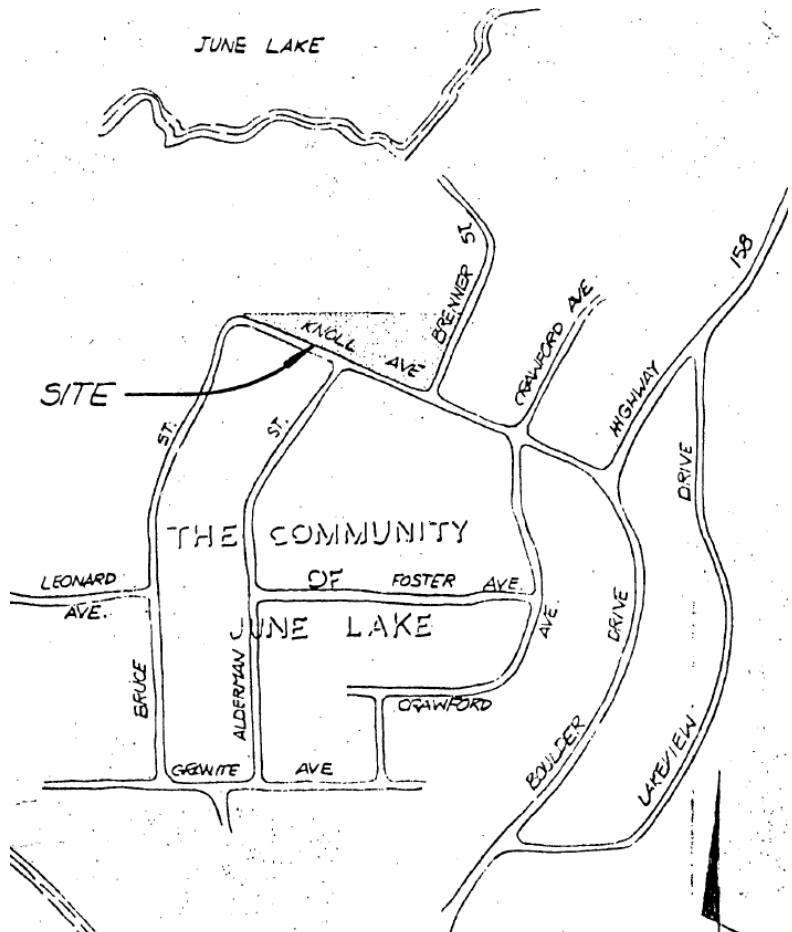 JUNE LAKE
158
BRENNER ST.
CRAWFORD AVE.
KNOLL AVE
HIGHWAY
SITE
ST.
ST.
DRIVE
THE COMMUNITY
OF
JUNE LAKE
LEONARD
AVE.
FOSTER AVE.
AVE.
DRIVE
BRUCE
ALDERMAN
CRAWFORD
GRANITE AVE
BOULDER
LAKEVIEW